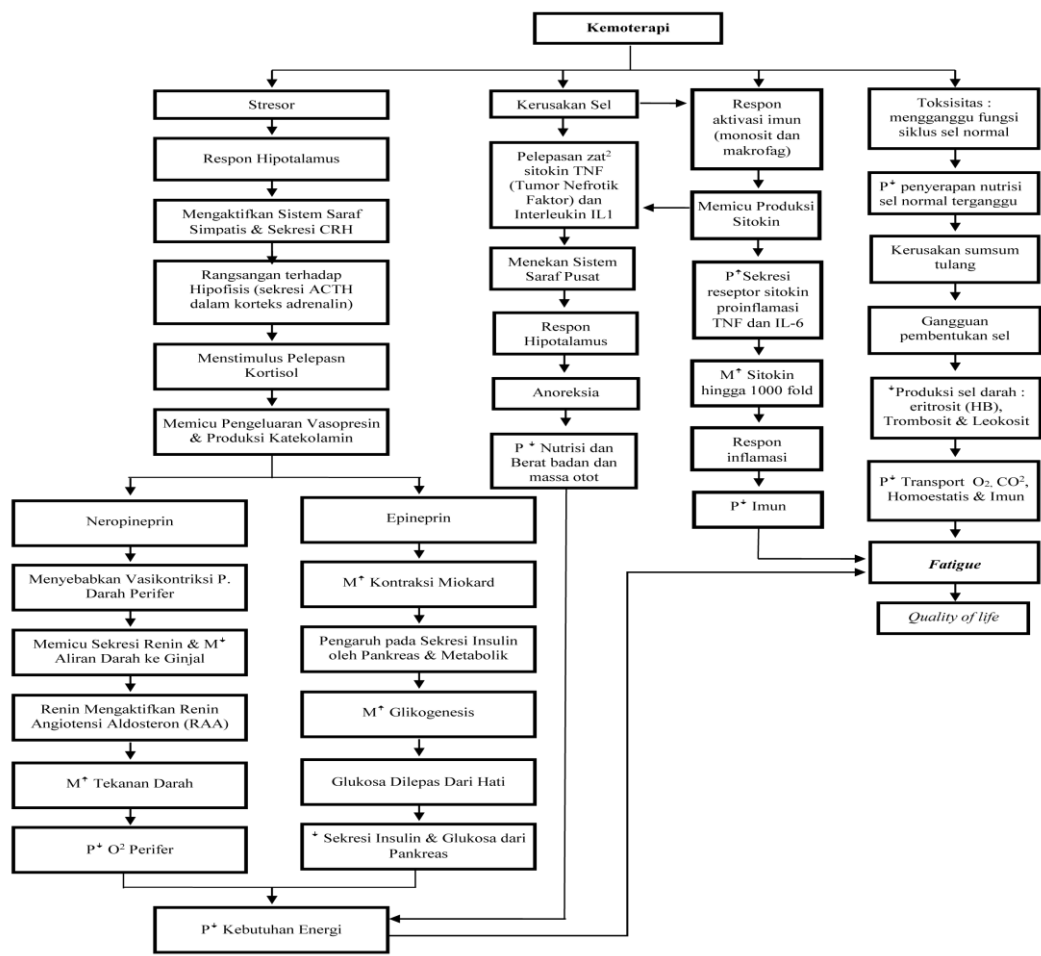 Kemoterapi
Stresor
Respon Hipotalamus
Mengaktifkan Sistem Saraf
Simpatis & Sekresi CRH
Rangsangan terhadap
Hipofisis (sekresi ACTH
dalam korteks adrenalin)
Menstimulus Pelepasn
Kortisol
Memicu Pengeluaran Vasopresin
& Produksi Katekolamin
Neropineprin
Menyebabkan Vasikontriksi P.
Darah Perifer
Memicu Sekresi Renin & M↓
Aliran Darah ke Ginjal
Renin Mengaktifkan Renin
Angiotensi Aldosteron (RAA)
M↑ Tekanan Darah
P↓ O² Perifer
Epineprin
M↑ Kontraksi Miokard
Pengaruh pada Sekresi Insulin
oleh Pankreas & Metabolik
M↑ Glikogenesis
Glukosa Dilepas Dari Hati
↓ Sekresi Insulin & Glukosa dari
Pankreas
P↓ Kebutuhan Energi
Kerusakan Sel
Pelepasan zat²
sitokin TNF
(Tumor Nefrotik
Faktor) dan
Interleukin IL1
Menekan Sistem
Saraf Pusat
Respon
Hipotalamus
Anoreksia
P ↓ Nutrisi dan
Berat badan dan
massa otot
Respon
aktivasi imun
(monosit dan
makrofag)
Memicu Produksi
Sitokin
P↑Sekresi
reseptor sitokin
proinflamasi
TNF dan IL-6
M↑ Sitokin
hingga 1000 fold
Respon
inflamasi
P↓ Imun
Toksisitas :
mengganggu fungsi
siklus sel normal
P↓ penyerapan nutrisi
sel normal terganggu
Kerusakan sumsum
tulang
Gangguan
pembentukan sel
↓Produksi sel darah :
eritrosit (HB),
Trombosit & Leokosit
P↓ Transport O₂, CO²,
Homoestatis & Imun
Fatigue
Quality of life